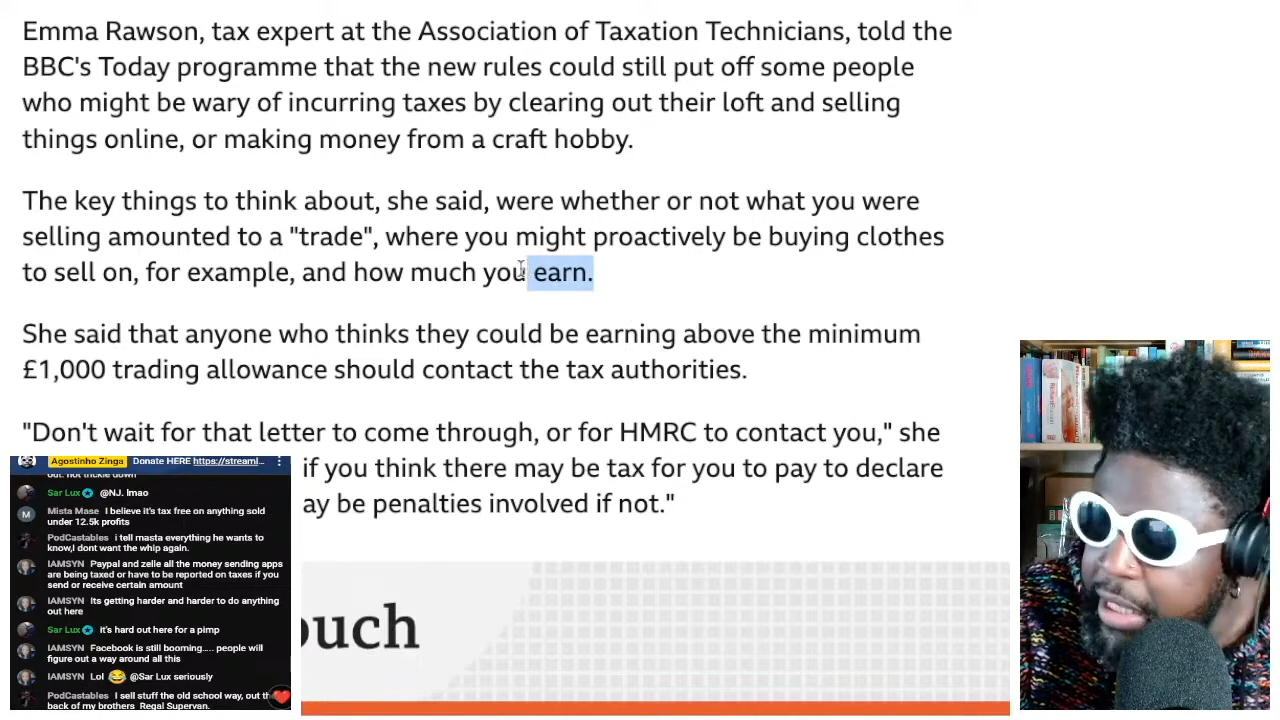 Emma Rawson, tax expert at the Association of Taxation Technicians, told the
BBC's Today programme that the new rules could still put off some people
who might be wary of incurring taxes by clearing out their loft and selling
things online, or making money from a craft hobby.
The key things to think about, she said, were whether or not what you were
selling amounted to a "trade", where you might proactively be buying clothes
to sell on, for example, and how much you earn.
She said that anyone who thinks they could be earning above the minimum
£1,000 trading allowance should contact the tax authorities.
"Don't wait for that letter to come through, or for HMRC to contact you," she
if you think there may be tax for you to pay to declare
ay be penalties involved if not."
ouch
Agostinho Zinga Donate HERE https://streaml...
out. not trickle down
Sar Lux @NJ. lmao
M Mista Mase I believe it's tax free on anything sold
under 12.5k profits
PodCastables i tell masta everything he wants to
know,I dont want the whip again.
IAMSYN Paypal and zelle all the money sending apps
are being taxed or have to be reported on taxes if you
send or receive certain amount
IAMSYN Its getting harder and harder to do anything
out here
Sar Lux it's hard out here for a pimp
IAMSYN Facebook is still booming..... people will
figure out a way around all this
IAMSYN Lol 😂 @Sar Lux seriously
PodCastables I sell stuff the old school way, out th
back of my brothers Regal Supervan.